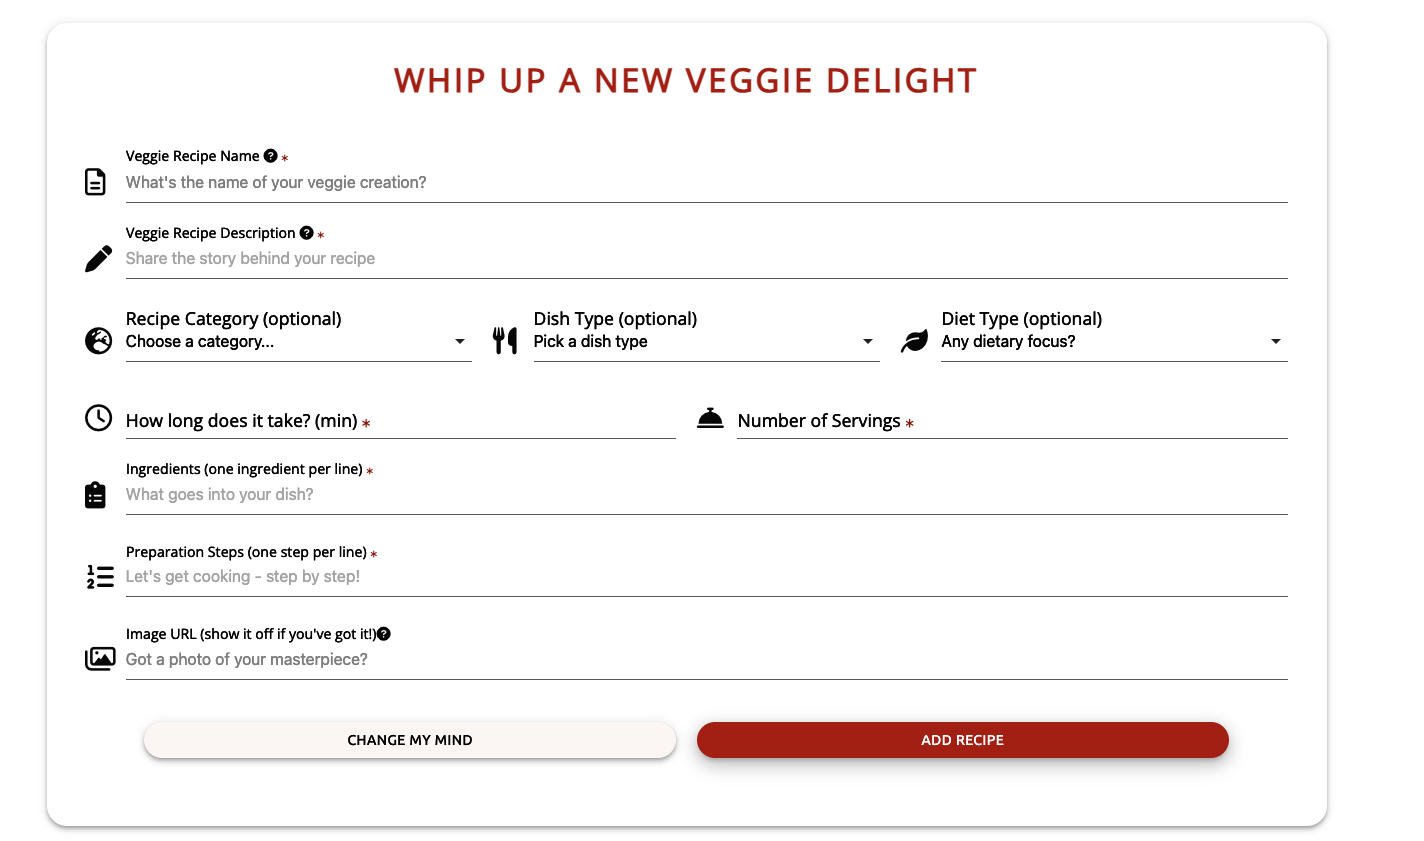 WHIP UP A NEW VEGGIE DELIGHT
Veggie Recipe Name ? *
What's the name of your veggie creation?
Veggie Recipe Description ? *
Share the story behind your recipe
Recipe Category (optional)
Choose a category...
Dish Type (optional)
Pick a dish type
Diet Type (optional)
Any dietary focus?
How long does it take? (min) *
Number of Servings *
Ingredients (one ingredient per line) *
What goes into your dish?
Preparation Steps (one step per line) *
1
2
Let's get cooking - step by step!
Image URL (show it off if you've got it!)?
Got a photo of your masterpiece?
CHANGE MY MIND
ADD RECIPE